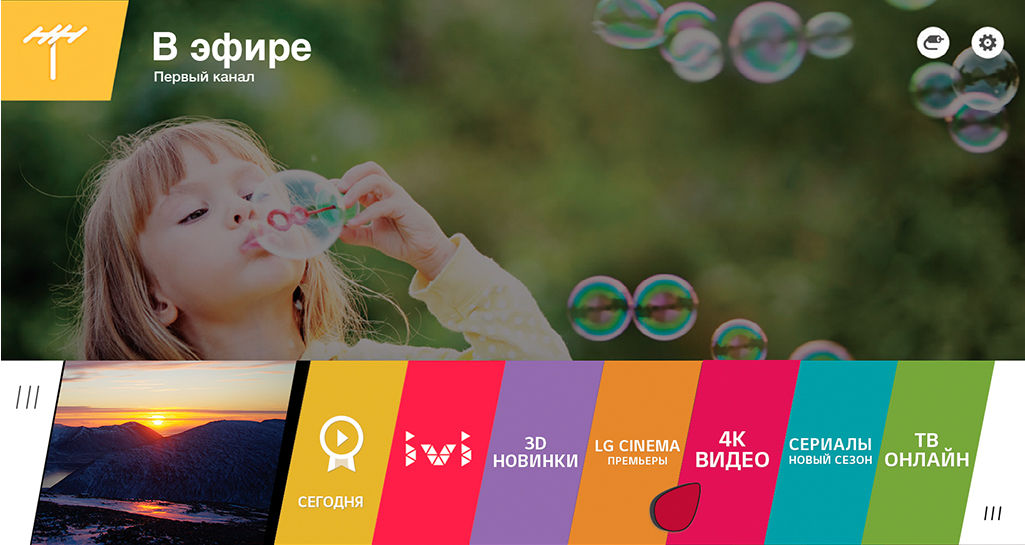 В эфире
Первый канал
СЕГОДНЯ
ivi
3D
НОВИНКИ
LG CINEMA
ПРЕМЬЕРЫ
4K
ВИДЕО
СЕРИАЛЫ
НОВЫЙ СЕЗОН
ТВ
ОНЛАЙН